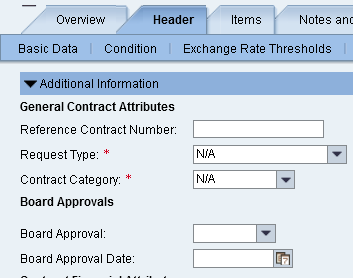 Overview Header Items Notes and
Basic Data Condition Exchange Rate Thresholds
Additional Information
General Contract Attributes
Reference Contract Number:
Request Type: * N/A
Contract Category: * N/A
Board Approvals
Board Approval:
Board Approval Date: